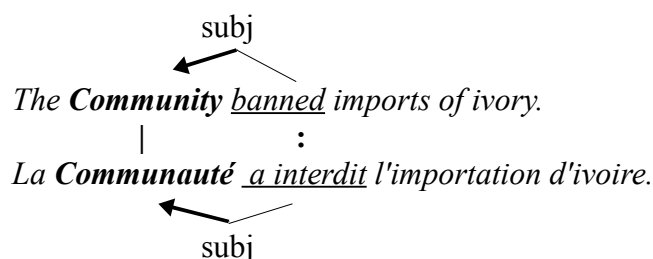 subj
The Community banned imports of ivory.
| :
La Communauté a interdit l'importation d'ivoire.
subj